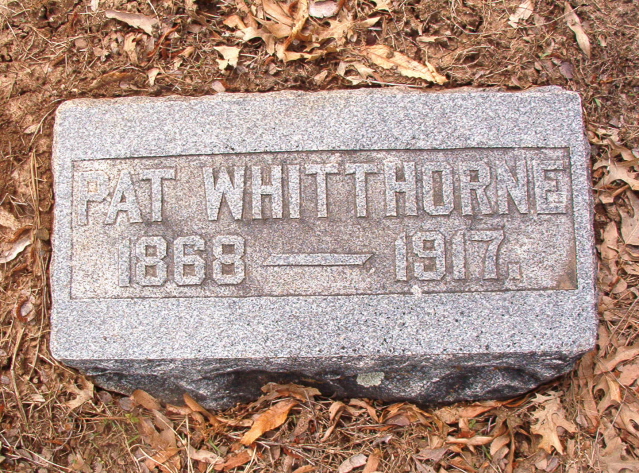 PAT WHITTHORNE
1868 — 1917.